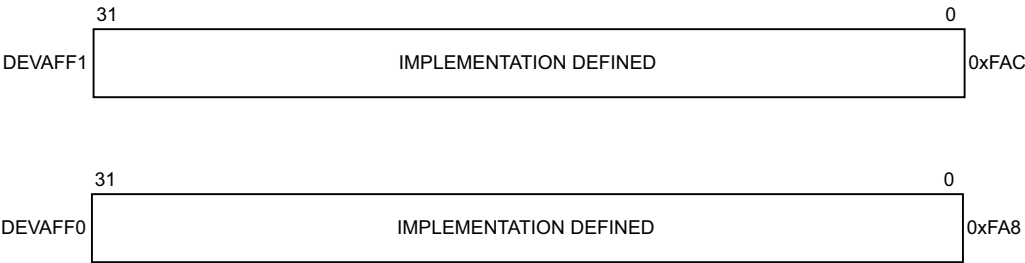 31 0
DEVAFF1 IMPLEMENTATION DEFINED 0xFAC
31 0
DEVAFF0 IMPLEMENTATION DEFINED 0xFA8